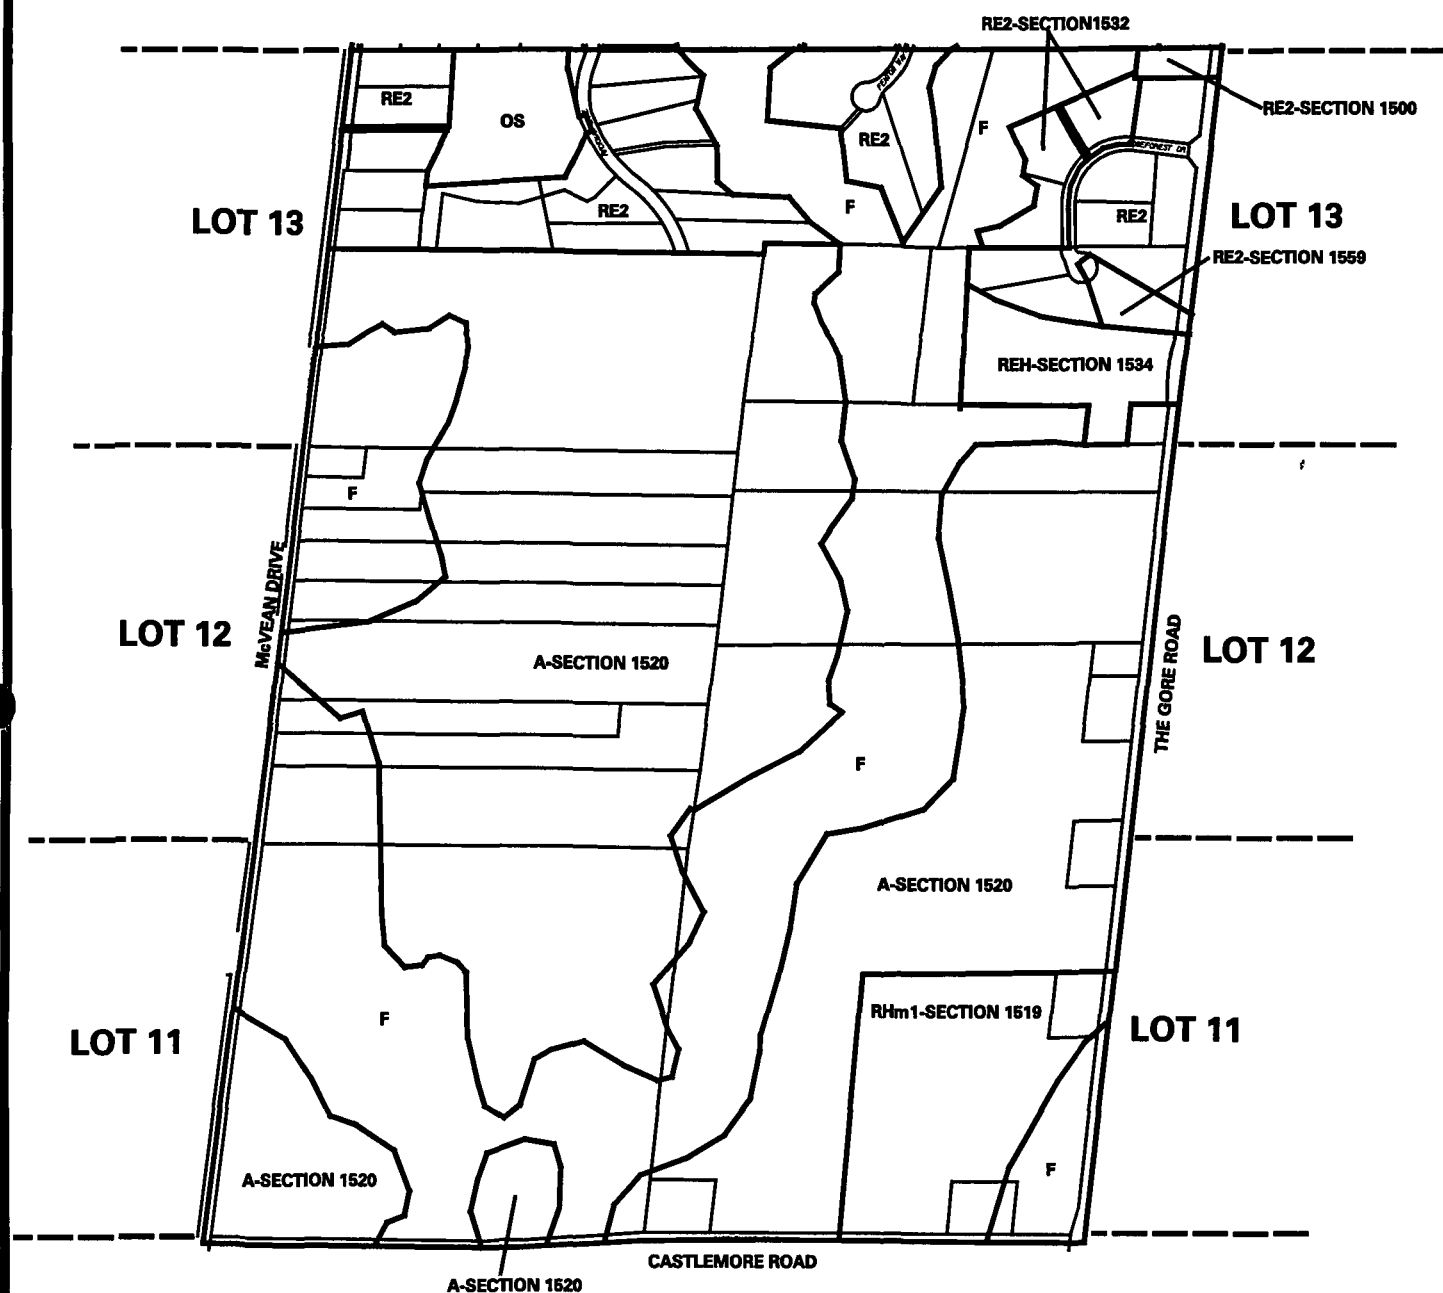 RE2-SECTION1532
RE2
OS
RE2
F
RE2-SECTION 1500
LOT 13
RE2
F
RE2
LOT 13
RE2-SECTION 1559
REH-SECTION 1534
F
McVEAN DRIVE
LOT 12
A-SECTION 1520
THE GORE ROAD
LOT 12
F
A-SECTION 1520
RHm1-SECTION 1519
F
LOT 11
LOT 11
A-SECTION 1520
F
CASTLEMORE ROAD
A-SECTION 1520